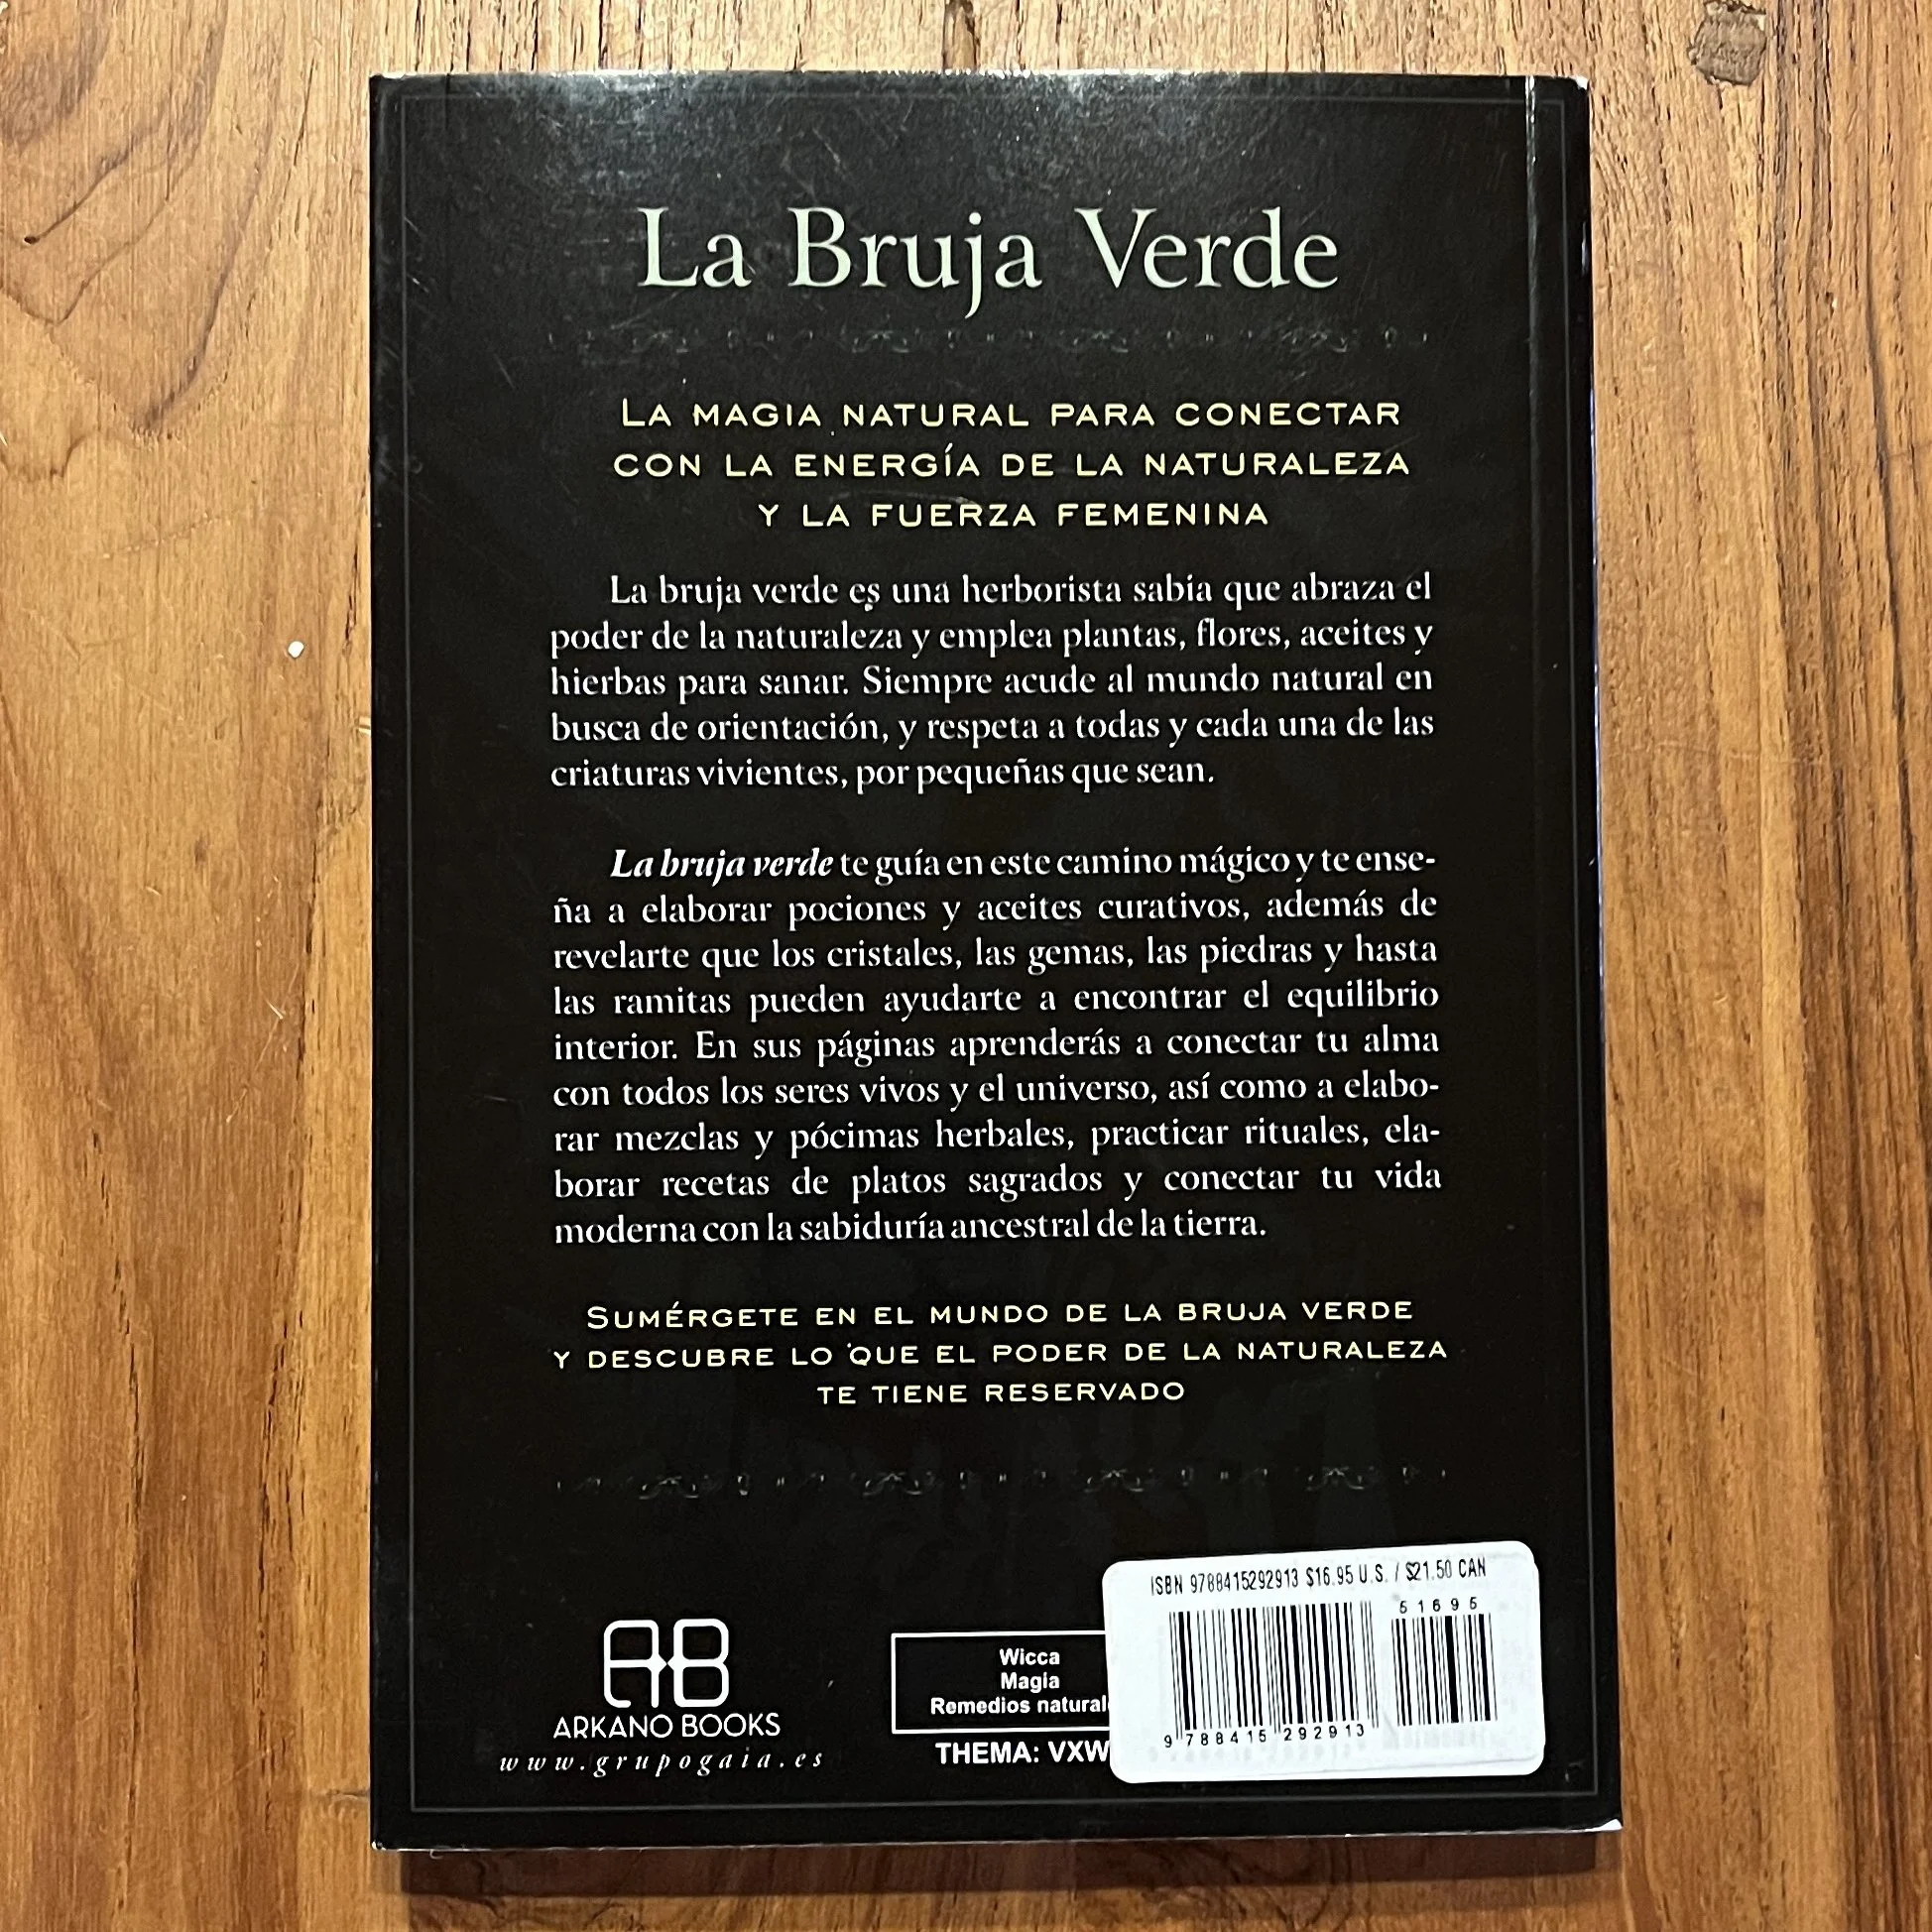 La Bruja Verde
La magia natural para conectar
con la energía de la naturaleza
y la fuerza femenina
La bruja verde es una herborista sabia que abraza el
poder de la naturaleza y emplea plantas, flores, aceites y
hierbas para sanar. Siempre acude al mundo natural en
busca de orientación, y respeta a todas y cada una de las
criaturas vivientes, por pequeñas que sean.
La bruja verde te guía en este camino mágico y te ense-
ña a elaborar pociones y aceites curativos, además de
revelarte que los cristales, las gemas, las piedras y hasta
las ramitas pueden ayudarte a encontrar el equilibrio
interior. En sus páginas aprenderás a conectar tu alma
con todos los seres vivos y el universo, así como a elabo-
rar mezclas y pócimas herbales, practicar rituales, ela-
borar recetas de platos sagrados y conectar tu vida
moderna con la sabiduría ancestral de la tierra.
Sumérgete en el mundo de la bruja verde
y descubre lo que el poder de la naturaleza
te tiene reservado
AB
ARKANO BOOKS
www.grupogaia.es
Wicca
Magia
Remedios natural
THEMA: VXW
ISBN 9788415292913 $16.95 U.S. / $21.50 CAN
51695
9 788415 292913